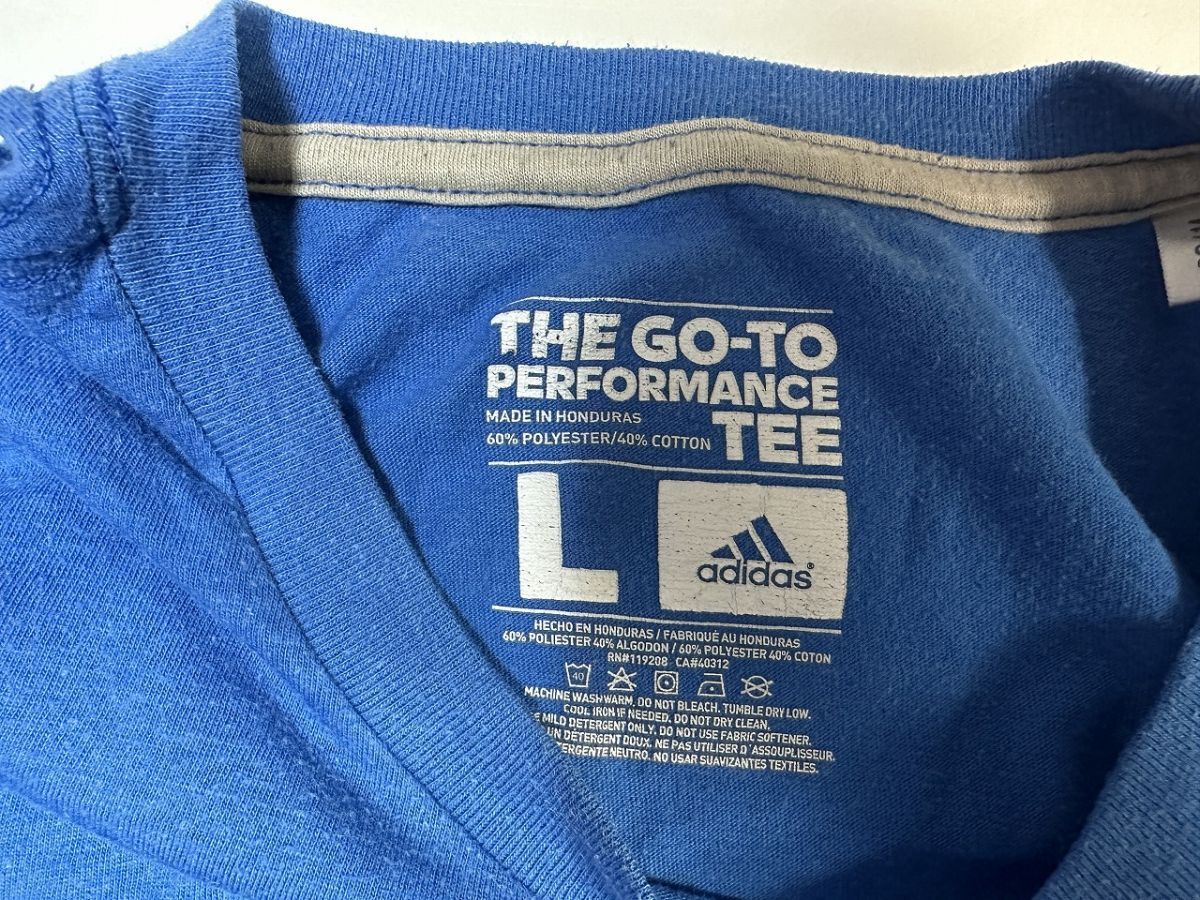 THE GO-TO
PERFORMANCE
MADE IN HONDURAS
60% POLYESTER/40% COTTON
TEE
L
adidas®
HECHO EN HONDURAS / FABRIQUÉ AU HONDURAS
60% POLIESTER 40% ALGODON / 60% POLYESTER 40% COTON
RN#119208 CA#40312
40
MACHINE WASH WARM. DO NOT BLEACH. TUMBLE DRY LOW.
COOL IRON IF NEEDED. DO NOT DRY CLEAN.
MILD DETERGENT ONLY. DO NOT USE FABRIC SOFTENER.
UN DÉTERGENT DOUX. NE PAS UTILISER D'ASSOUPLISSEUR.
NEUTRO. NO USAR SUAVIZANTES TEXTILES.